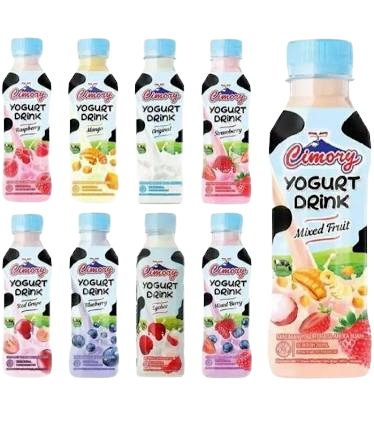 Cimory
YOGURT
DRINK
Raspberry
Cimory
YOGURT
DRINK
Mango
Cimory
YOGURT
DRINK
Original
Cimory
YOGURT
DRINK
Strawberry
Cimory
YOGURT
DRINK
Mixed Fruit
Cimory
YOGURT
DRINK
Red Grape
Cimory
YOGURT
DRINK
Blueberry
Cimory
YOGURT
DRINK
Lychee
Cimory
YOGURT
DRINK
Mixed Berry